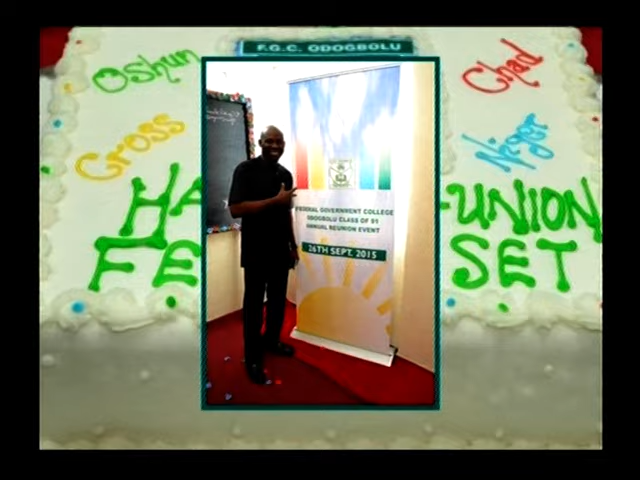 F.G.C. ODOGBOLU
Oshun
Chad
Cross
Niger
HA
-UNION
FE
SET
FEDERAL GOVERNMENT COLLEGE
ODOGBOLU CLASS OF 91
ANNUAL REUNION EVENT
26TH SEPT. 2015